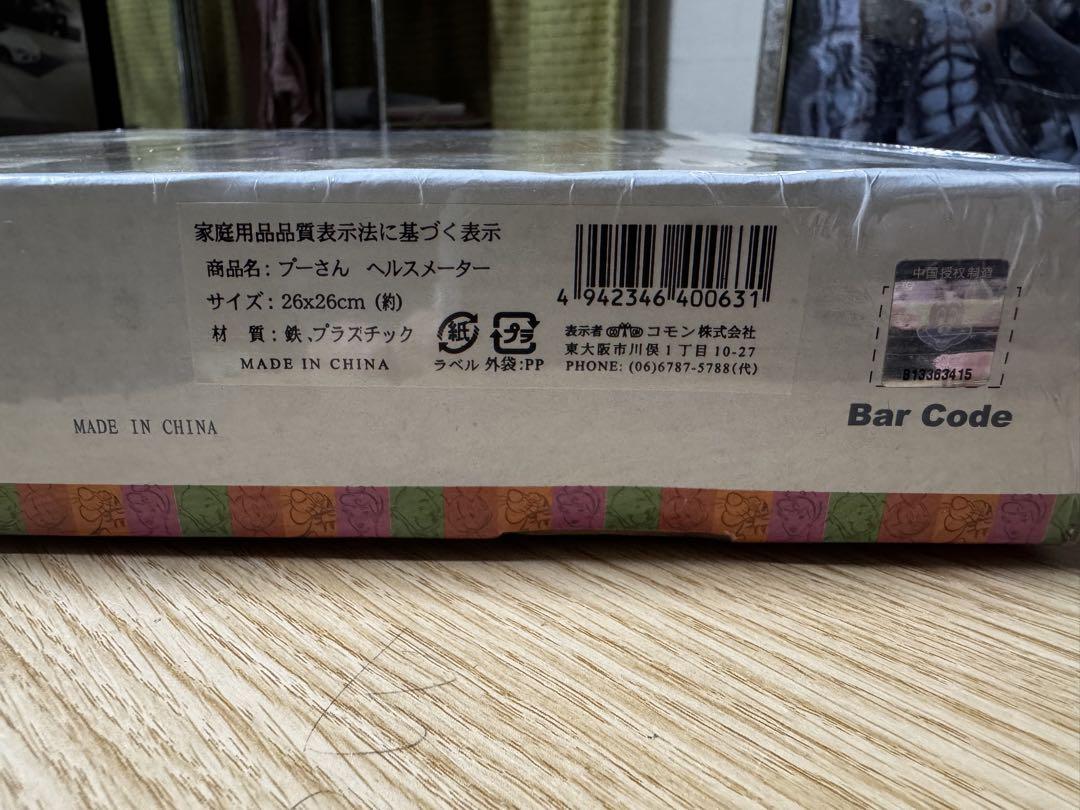 家庭用品品質表示法に基づく表示
商品名：プーさん　ヘルスメーター
サイズ：26x26cm (約)
材　質：鉄、プラズチック
MADE IN CHINA
紙
プラ
ラベル 外袋：PP
4 942346 400631
表示者 コモン株式会社
東大阪市川俣１丁目10-27
PHONE: (06)6787-5788(代)
中国授权制造
B13363415
Bar Code
MADE IN CHINA